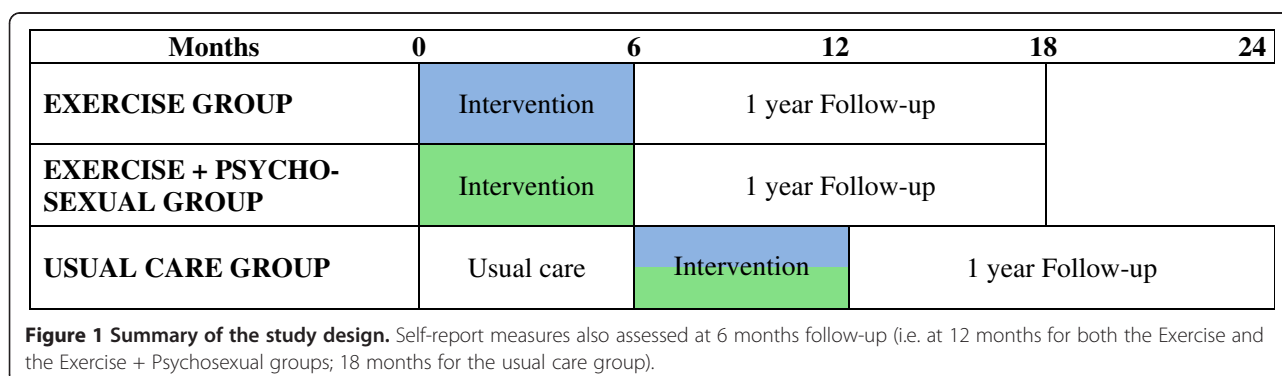 Months 0 6 12 18 24
EXERCISE GROUP Intervention 1 year Follow-up
EXERCISE + PSYCHO-
SEXUAL GROUP Intervention 1 year Follow-up
USUAL CARE GROUP Usual care Intervention 1 year Follow-up
Figure 1 Summary of the study design. Self-report measures also assessed at 6 months follow-up (i.e. at 12 months for both the Exercise and
the Exercise + Psychosexual groups; 18 months for the usual care group).